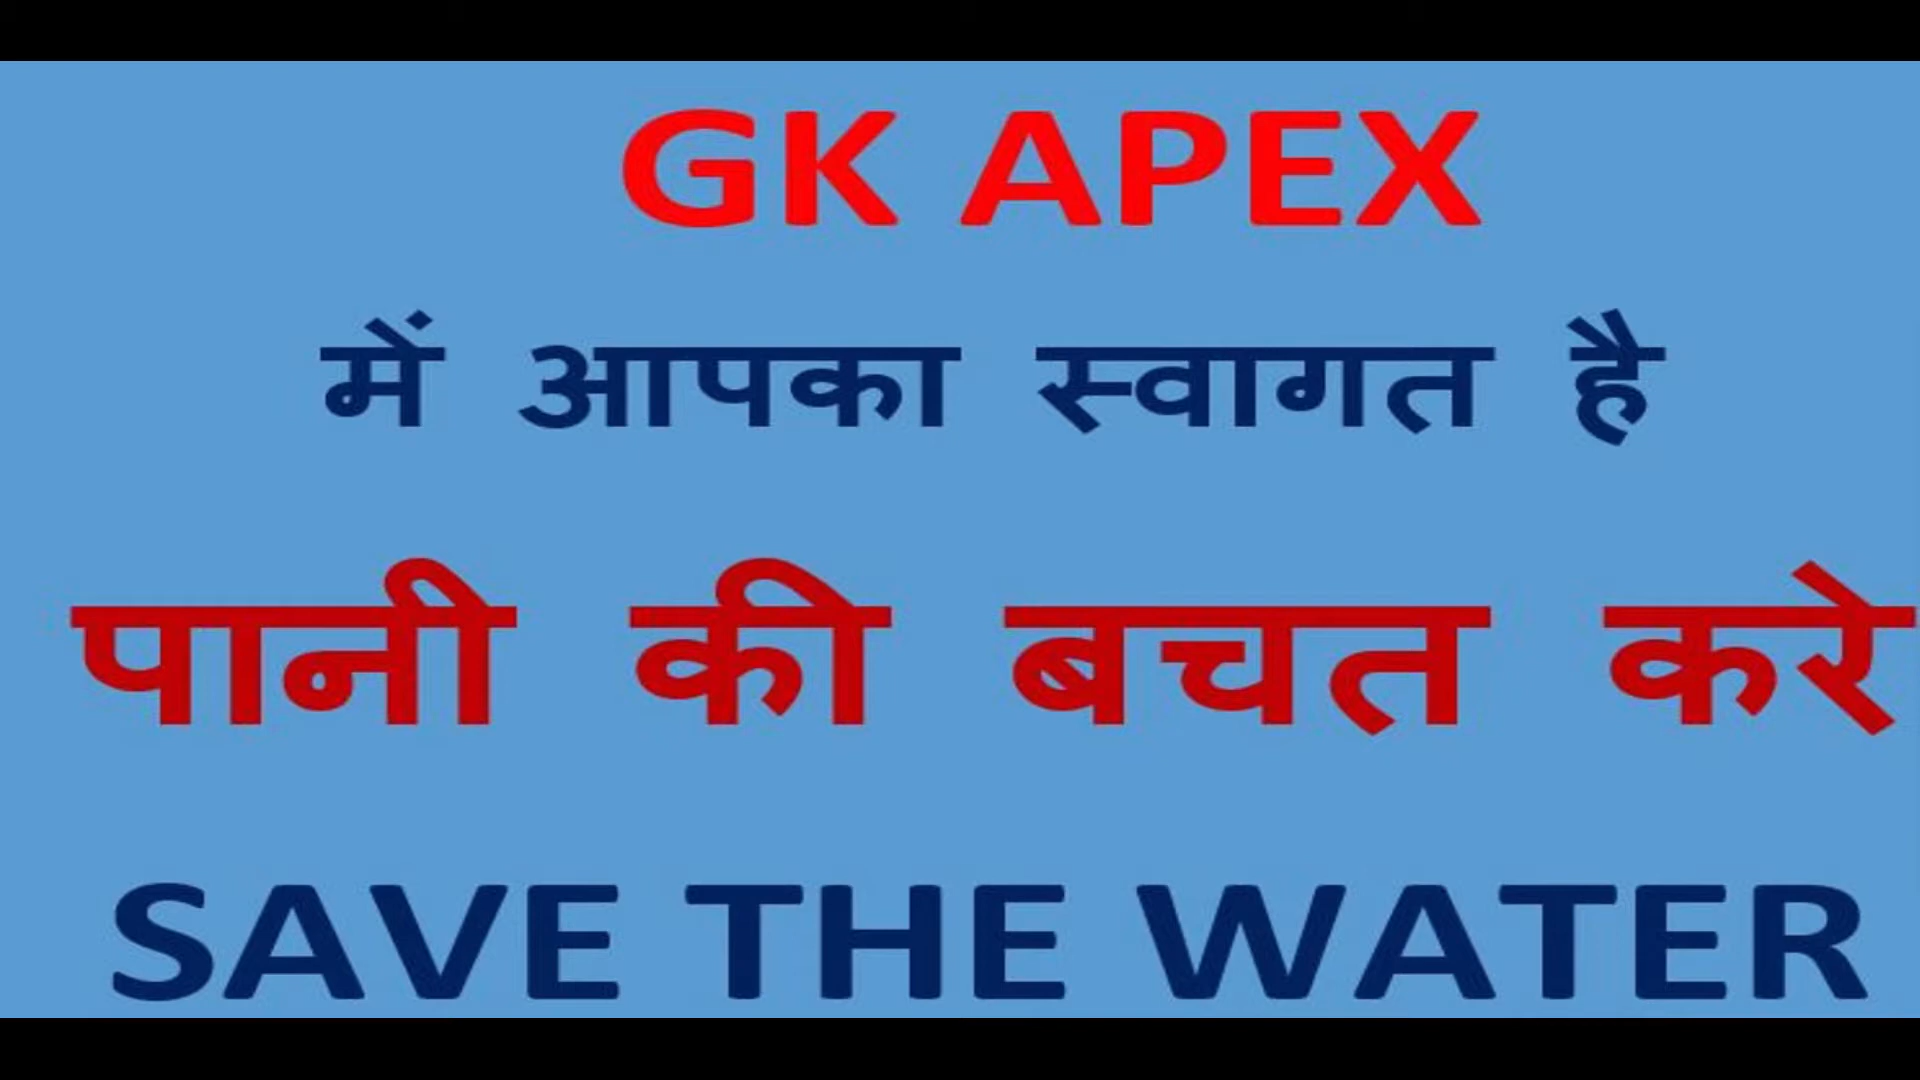 GK APEX
में आपका स्वागत है
पानी की बचत करे
SAVE THE WATER